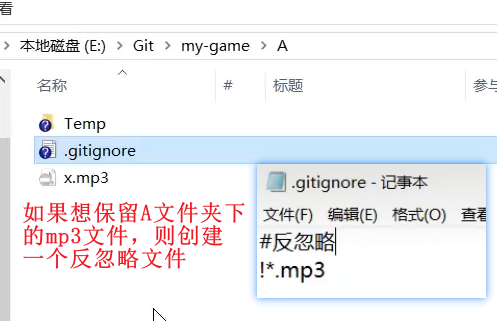 看
本地磁盘 (E:) > Git > my-game > A
名称 # 标题 参与
Temp
.gitignore
x.mp3
如果想保留A文件夹下
的mp3文件，则创建
一个反忽略文件
.gitignore - 记事本
文件(F) 编辑(E) 格式(O) 查看
#反忽略
!*.mp3